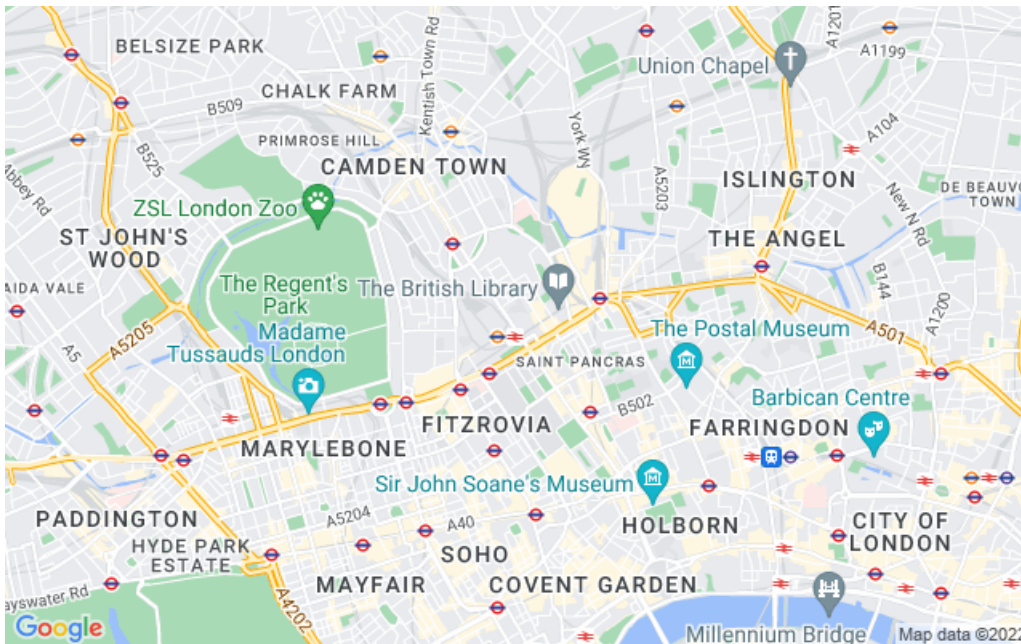 BELSIZE PARK
Kentish Town Rd
A1201
A1199
Union Chapel
CHALK FARM
B509
York Wy
A104
B525
PRIMROSE HILL
CAMDEN TOWN
Abbey Rd
A5203
ISLINGTON
New N Rd
DE BEAUVO
TOWN
ZSL London Zoo
ST JOHN'S
WOOD
THE ANGEL
AIDA VALE
The Regent's
Park
The British Library
B144
A1200
A5205
A5
Madame
Tussauds London
The Postal Museum
A501
SAINT PANCRAS
B502
Barbican Centre
FITZROVIA
FARRINGDON
MARYLEBONE
Sir John Soane's Museum
PADDINGTON
A5204
A40
HOLBORN
CITY OF
LONDON
HYDE PARK
ESTATE
SOHO
MAYFAIR
COVENT GARDEN
ayswater Rd
A4202
Google
Millennium Bridge
Map data ©2022